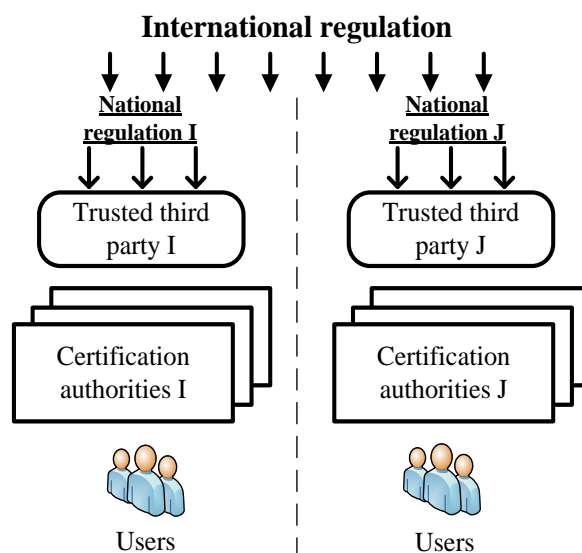 International regulation
National
regulation I
National
regulation J
Trusted third
party I
Trusted third
party J
Certification
authorities I
Certification
authorities J
Users
Users